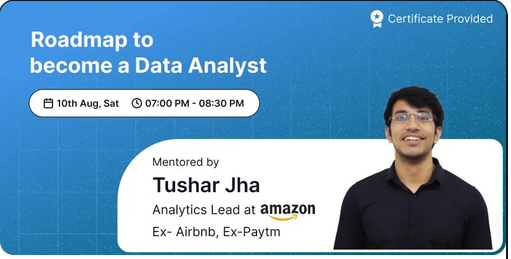 Certificate Provided
Roadmap to
become a Data Analyst
10th Aug, Sat 07:00 PM - 08:30 PM
Mentored by
Tushar Jha
Analytics Lead at amazon
Ex- Airbnb, Ex-Paytm